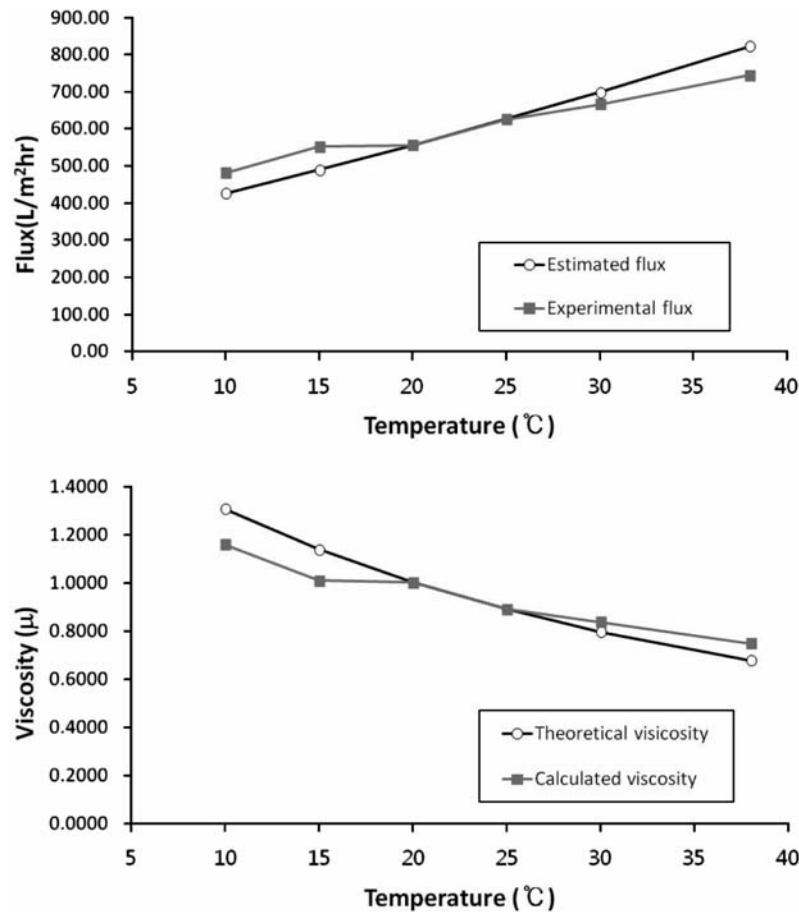 900.00
800.00
700.00
600.00
500.00
400.00
300.00
200.00
100.00
0.00
Flux(L/m²hr)
Estimated flux
Experimental flux
5 10 15 20 25 30 35 40
Temperature (℃)
1.4000
1.2000
1.0000
0.8000
0.6000
0.4000
0.2000
0.0000
Viscosity (μ)
Theoretical visicosity
Calculated viscosity
5 10 15 20 25 30 35 40
Temperature (℃)